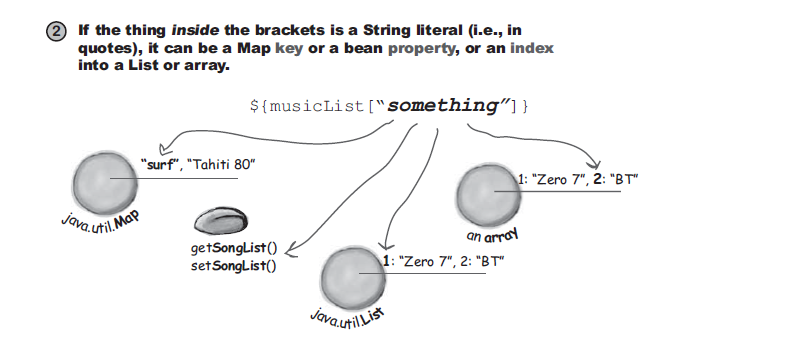 2 If the thing inside the brackets is a String literal (i.e., in
quotes), it can be a Map key or a bean property, or an index
into a List or array.
${musicList[“something”]}
"surf", "Tahiti 80"
java.util.Map
1: "Zero 7", 2: "BT"
an array
getSongList()
setSongList()
1: "Zero 7", 2: "BT"
java.util.List